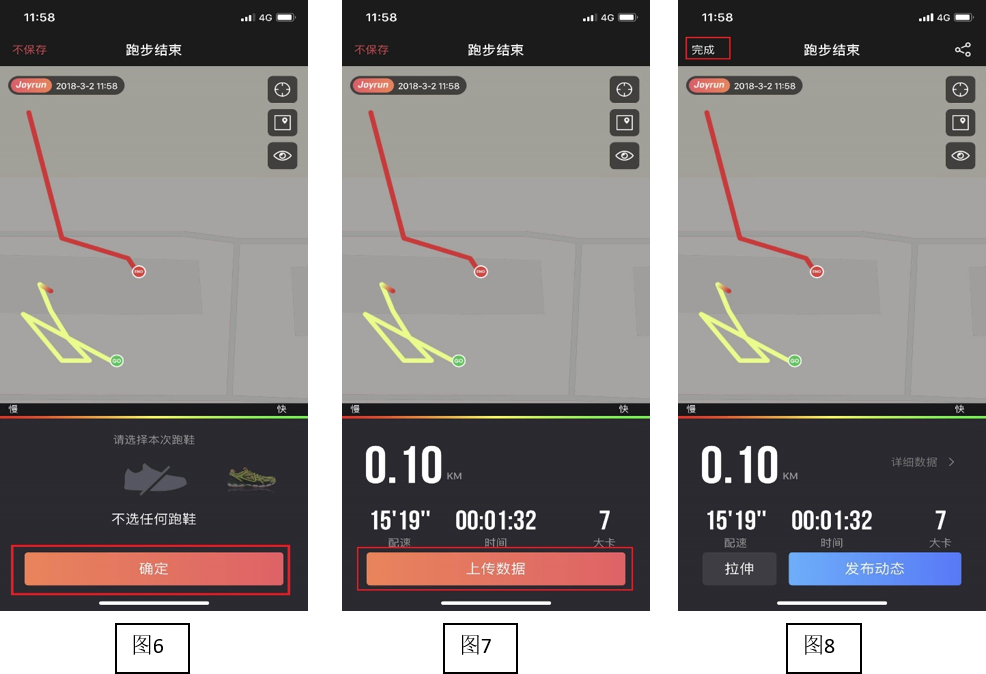 11:58
4G
不保存
跑步结束
Joyrun 2018-3-2 11:58
END
GO
慢
快
请选择本次跑鞋
不选任何跑鞋
确定
图6
11:58
4G
不保存
跑步结束
Joyrun 2018-3-2 11:58
END
GO
慢
快
0.10 KM
15'19" 00:01:32 7
配速 时间 大卡
上传数据
图7
11:58
4G
完成
跑步结束
Joyrun 2018-3-2 11:58
END
GO
慢
快
0.10 KM
详细数据
15'19" 00:01:32 7
配速 时间 大卡
拉伸
发布动态
图8